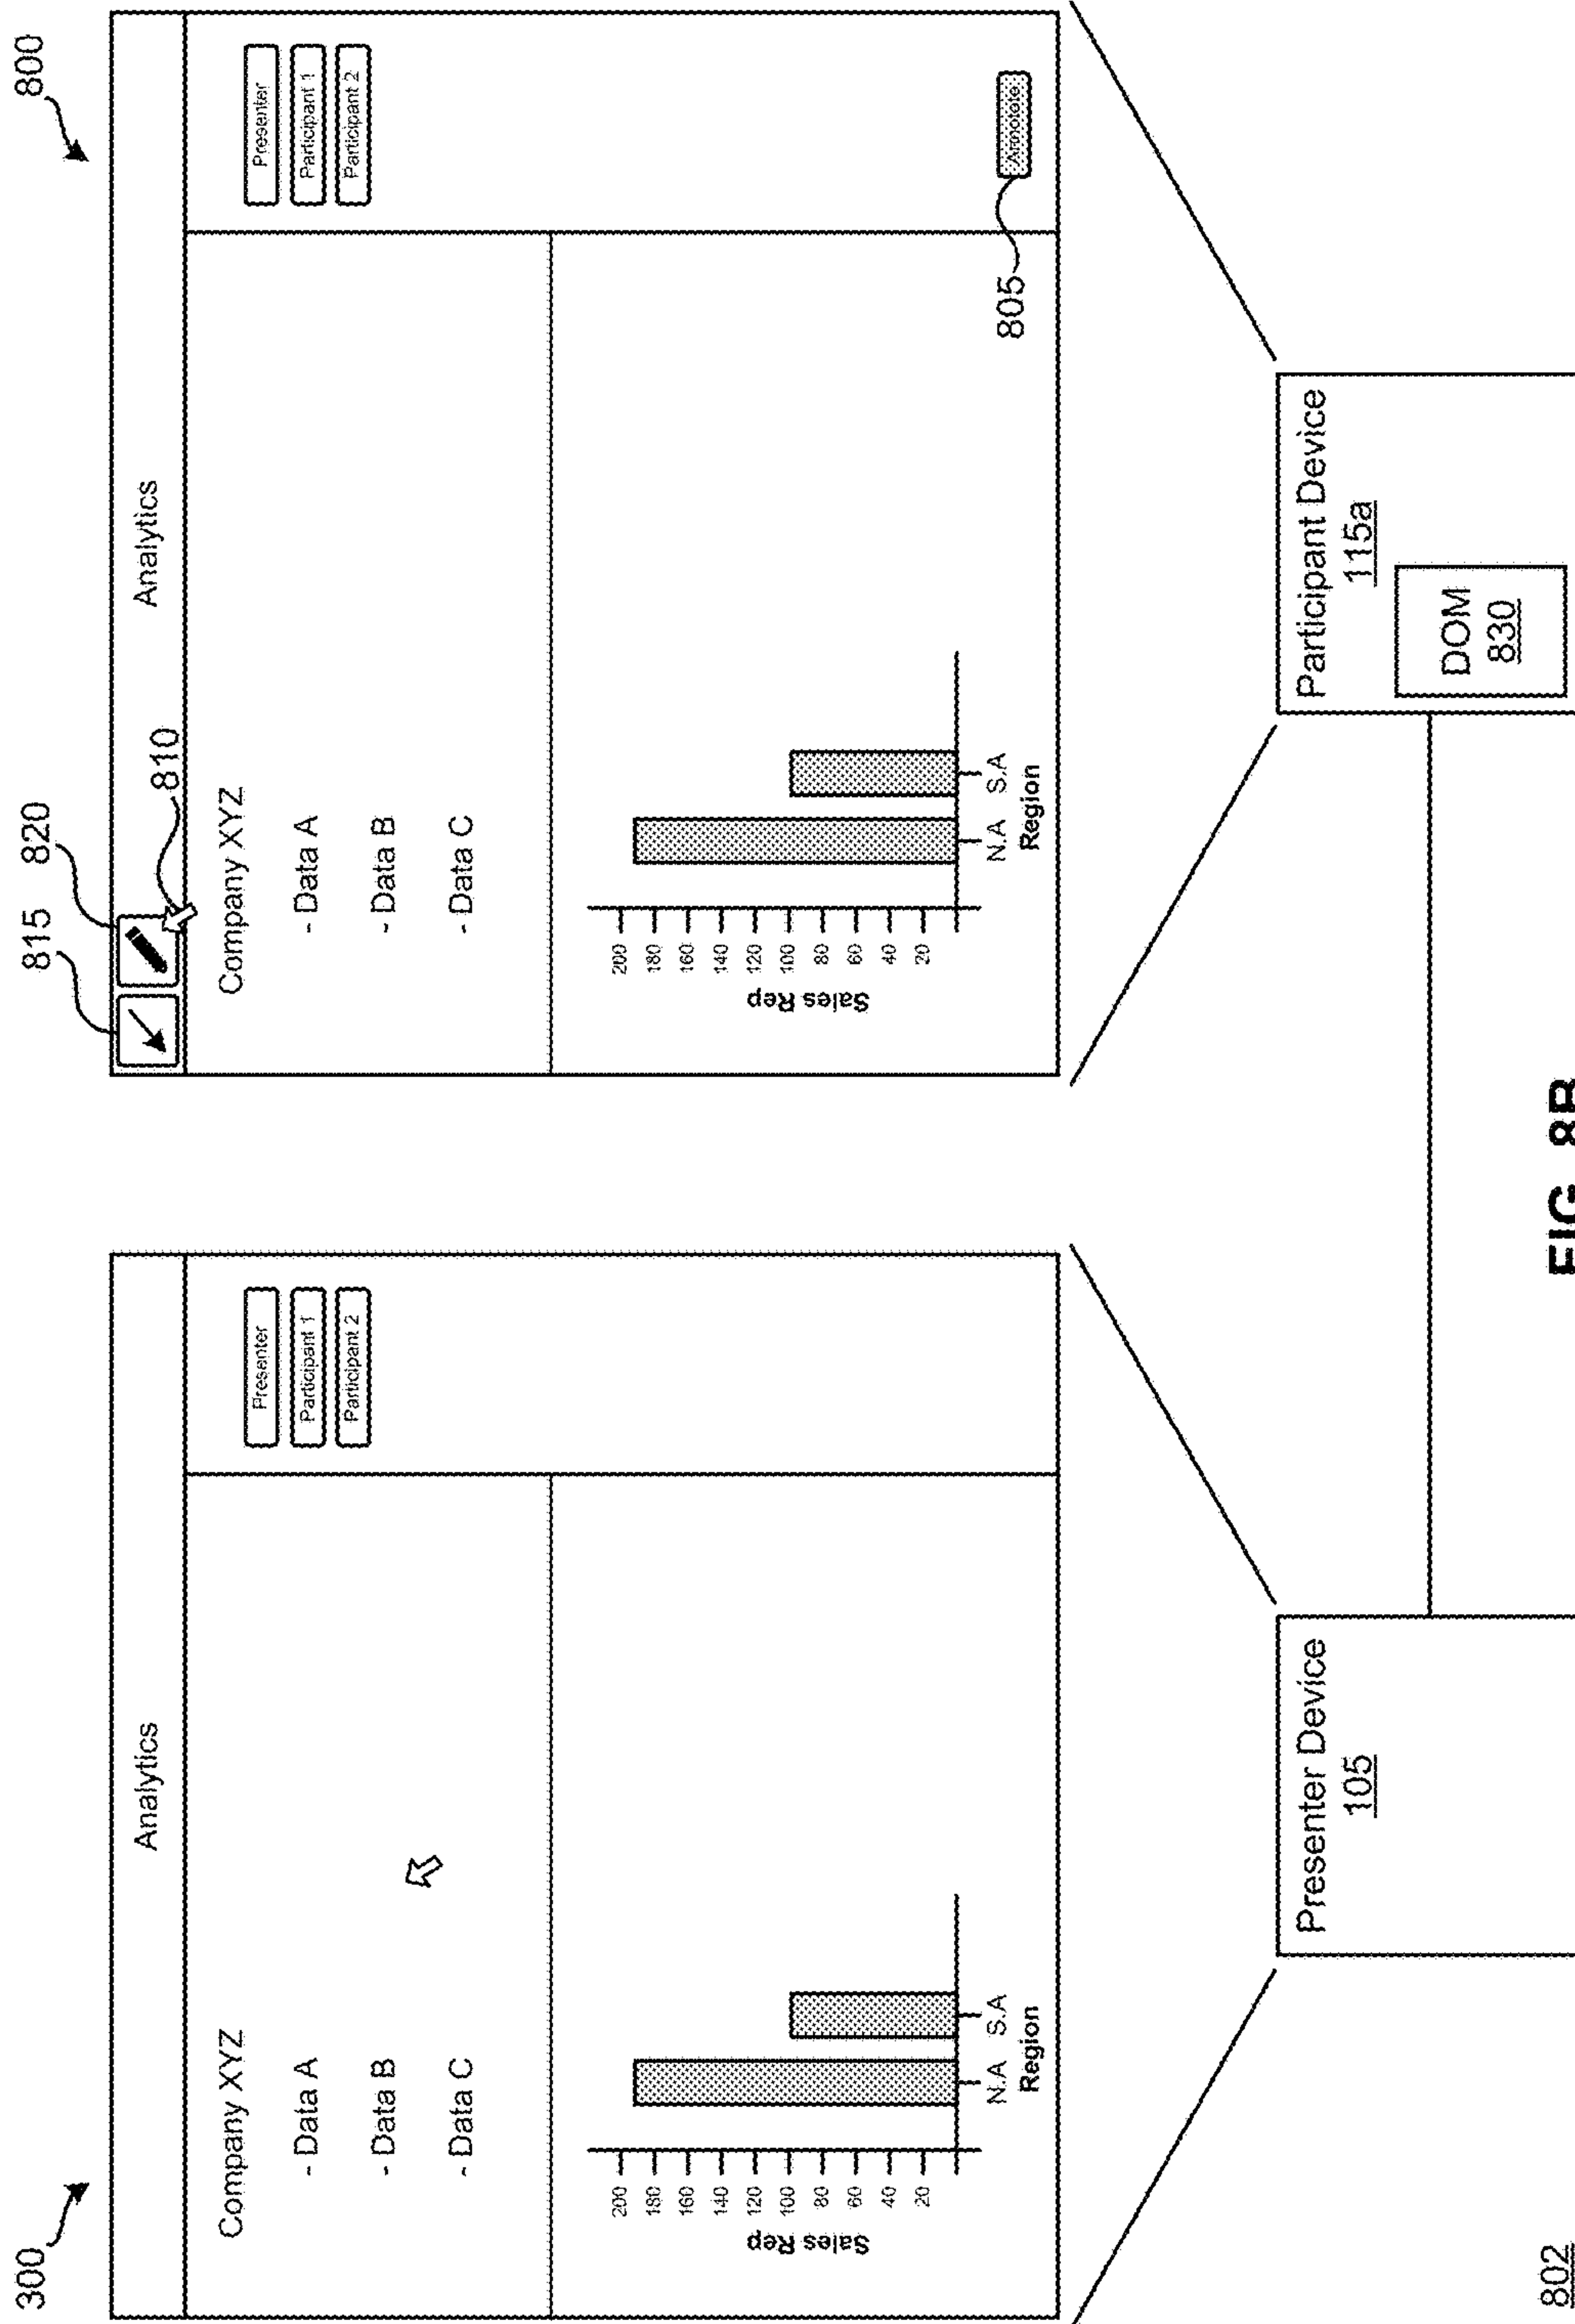 300
Analytics
Company XYZ
- Data A
- Data B
- Data C
Presenter
Participant 1
Participant 2
Sales Rep
200
180
160
140
120
100
80
60
40
20
N.A S.A
Region
Presenter Device
105
802
800
815
820
810
Analytics
Company XYZ
- Data A
- Data B
- Data C
Presenter
Participant 1
Participant 2
Sales Rep
200
180
160
140
120
100
80
60
40
20
N.A S.A
Region
805
Annotate
Participant Device
115a
DOM
830
FIG. 8B